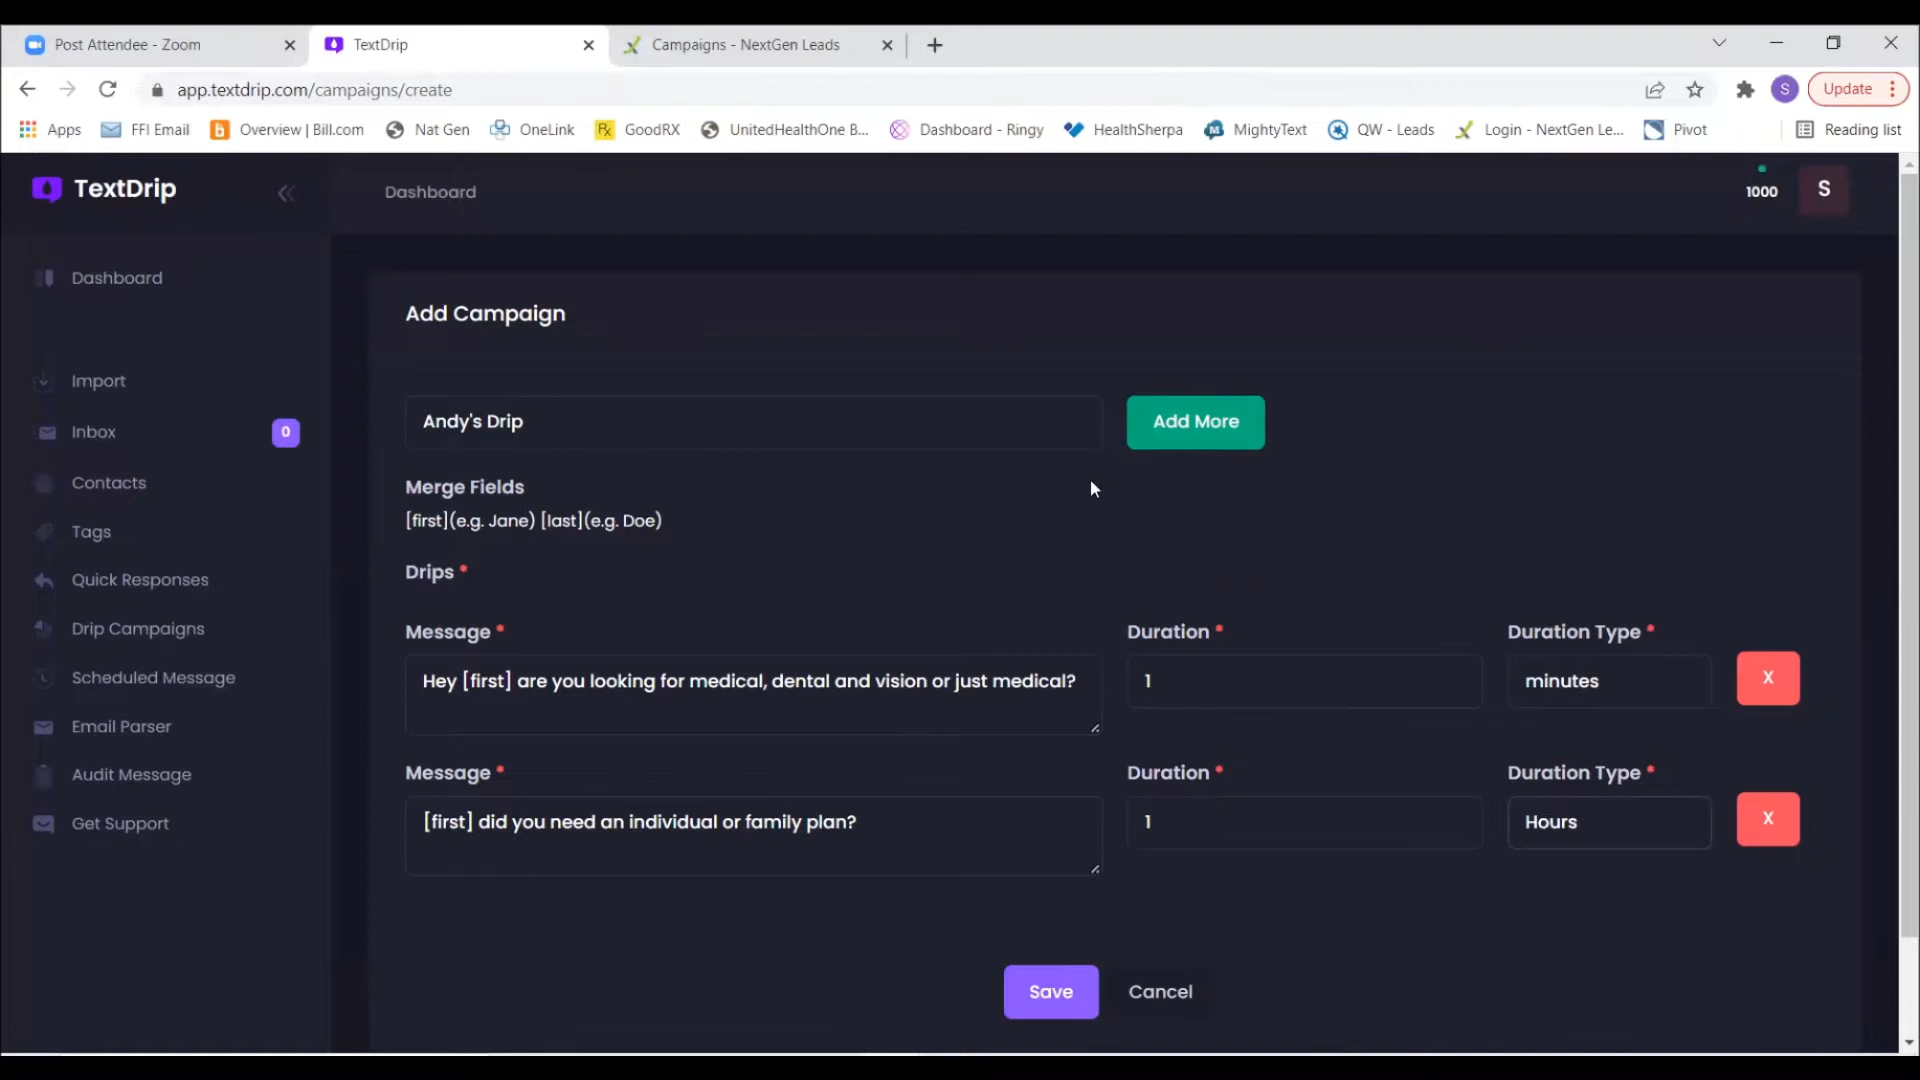 Post Attendee - Zoom
TextDrip
Campaigns - NextGen Leads
app.textdrip.com/campaigns/create
S
Update
Apps
FFI Email
Overview | Bill.com
Nat Gen
OneLink
GoodRX
UnitedHealthOne B...
Dashboard - Ringy
HealthSherpa
MightyText
QW - Leads
Login - NextGen Le...
Pivot
Reading list
TextDrip
Dashboard
1000
S
Dashboard
Import
Inbox
0
Contacts
Tags
Quick Responses
Drip Campaigns
Scheduled Message
Email Parser
Audit Message
Get Support
Add Campaign
Andy's Drip
Add More
Merge Fields
[first](e.g. Jane) [last](e.g. Doe)
Drips *
Message *
Duration *
Duration Type *
Hey [first] are you looking for medical, dental and vision or just medical?
1
minutes
X
Message *
Duration *
Duration Type *
[first] did you need an individual or family plan?
1
Hours
X
Save
Cancel